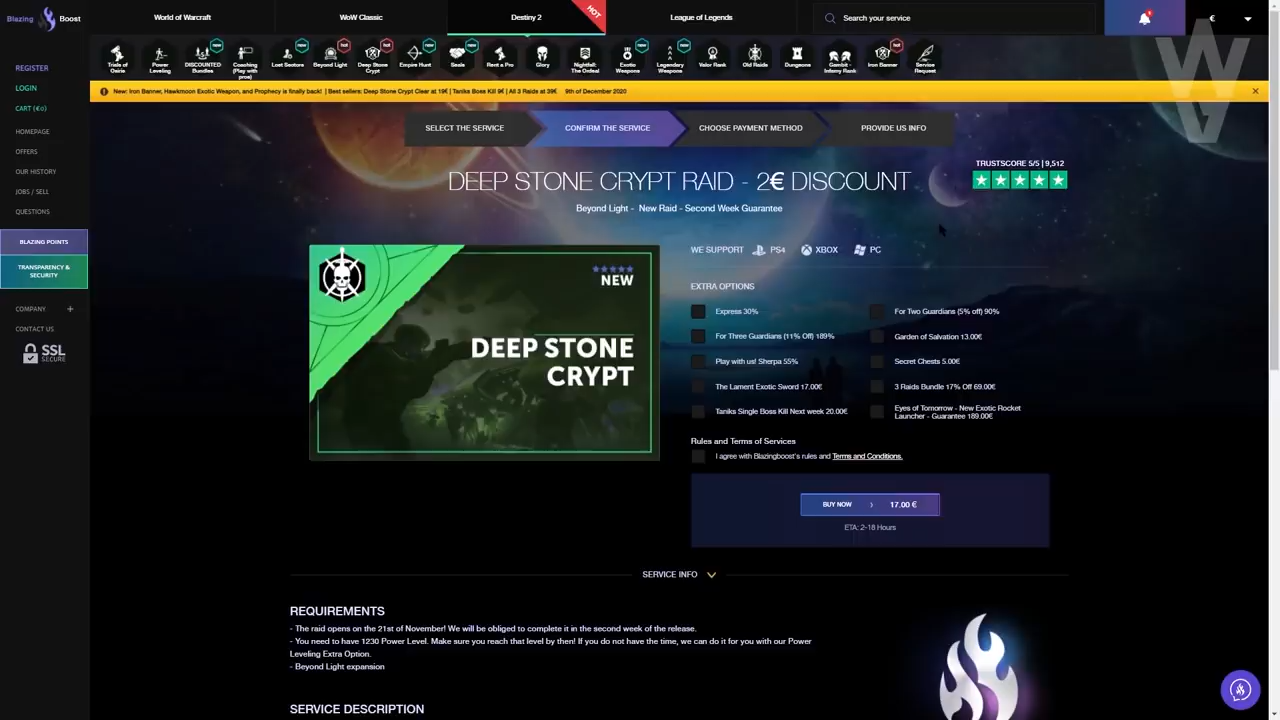 Blazing Boost
World of Warcraft
WoW Classic
Destiny 2
HOT
League of Legends
Search your service
€
REGISTER
LOGIN
CART (€0)
HOMEPAGE
OFFERS
OUR HISTORY
JOBS / SELL
QUESTIONS
BLAZING POINTS
TRANSPARENCY &
SECURITY
COMPANY +
CONTACT US
SSL
SECURE
Trials of
Osiris
Power
Leveling
new
DISCOUNTED
Bundles
Coaching
(Play with
pros)
new
Lost Sectors
hot
Beyond Light
hot
Deep Stone
Crypt
new
Empire Hunt
new
Seals
Rent a Pro
Glory
Nightfall:
The Ordeal
new
Exotic
Weapons
new
Legendary
Weapons
Valor Rank
Old Raids
Dungeons
Gambit -
Infamy Rank
hot
Iron Banner
Service
Request
New: Iron Banner, Hawkmoon Exotic Weapon, and Prophecy is finally back! | Best sellers: Deep Stone Crypt Clear at 19€ | Taniks Boss Kill 9€ | All 3 Raids at 39€ 9th of December 2020
SELECT THE SERVICE
CONFIRM THE SERVICE
CHOOSE PAYMENT METHOD
PROVIDE US INFO
TRUSTSCORE 5/5 | 9,512
DEEP STONE CRYPT RAID - 2€ DISCOUNT
Beyond Light - New Raid - Second Week Guarantee
NEW
DEEP STONE
CRYPT
WE SUPPORT PS4 XBOX PC
EXTRA OPTIONS
Express 30%
For Two Guardians (5% off) 90%
For Three Guardians (11% Off) 189%
Garden of Salvation 13.00€
Play with us! Sherpa 55%
Secret Chests 5.00€
The Lament Exotic Sword 17.00€
3 Raids Bundle 17% Off 69.00€
Taniks Single Boss Kill Next week 20.00€
Eyes of Tomorrow - New Exotic Rocket
Launcher - Guarantee 189.00€
Rules and Terms of Services
I agree with Blazingboost's rules and Terms and Conditions.
BUY NOW 17.00 €
ETA: 2-18 Hours
SERVICE INFO
REQUIREMENTS
- The raid opens on the 21st of November! We will be obliged to complete it in the second week of the release.
- You need to have 1230 Power Level. Make sure you reach that level by then! If you do not have the time, we can do it for you with our Power
Leveling Extra Option.
- Beyond Light expansion
SERVICE DESCRIPTION